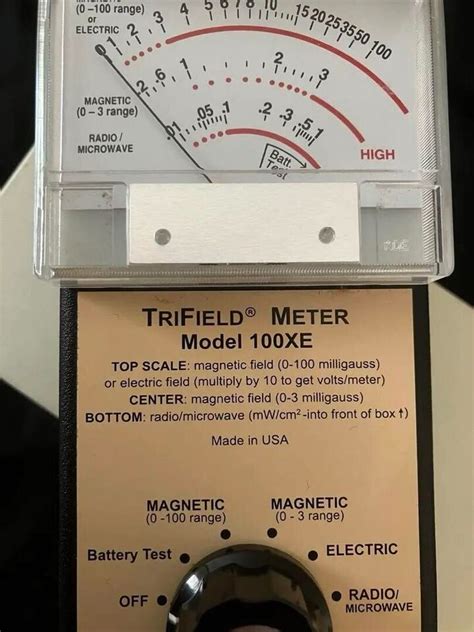 MAGNETIC
(0 -100 range)
or
ELECTRIC
0 1 2 3 4 5 6 7 8 10 15 20 25 35 50 100
MAGNETIC
(0 - 3 range)
.2 .6 1 2 3
RADIO/
MICROWAVE
.01 .05 .1 .2 .3 .5 1
HIGH
Batt.
Test
TRIFIELD® METER
Model 100XE
TOP SCALE: magnetic field (0-100 milligauss)
or electric field (multiply by 10 to get volts/meter)
CENTER: magnetic field (0-3 milligauss)
BOTTOM: radio/microwave (mW/cm²-into front of box↑)
Made in USA
MAGNETIC
(0 -100 range)
MAGNETIC
(0 - 3 range)
Battery Test
ELECTRIC
OFF
RADIO/
MICROWAVE